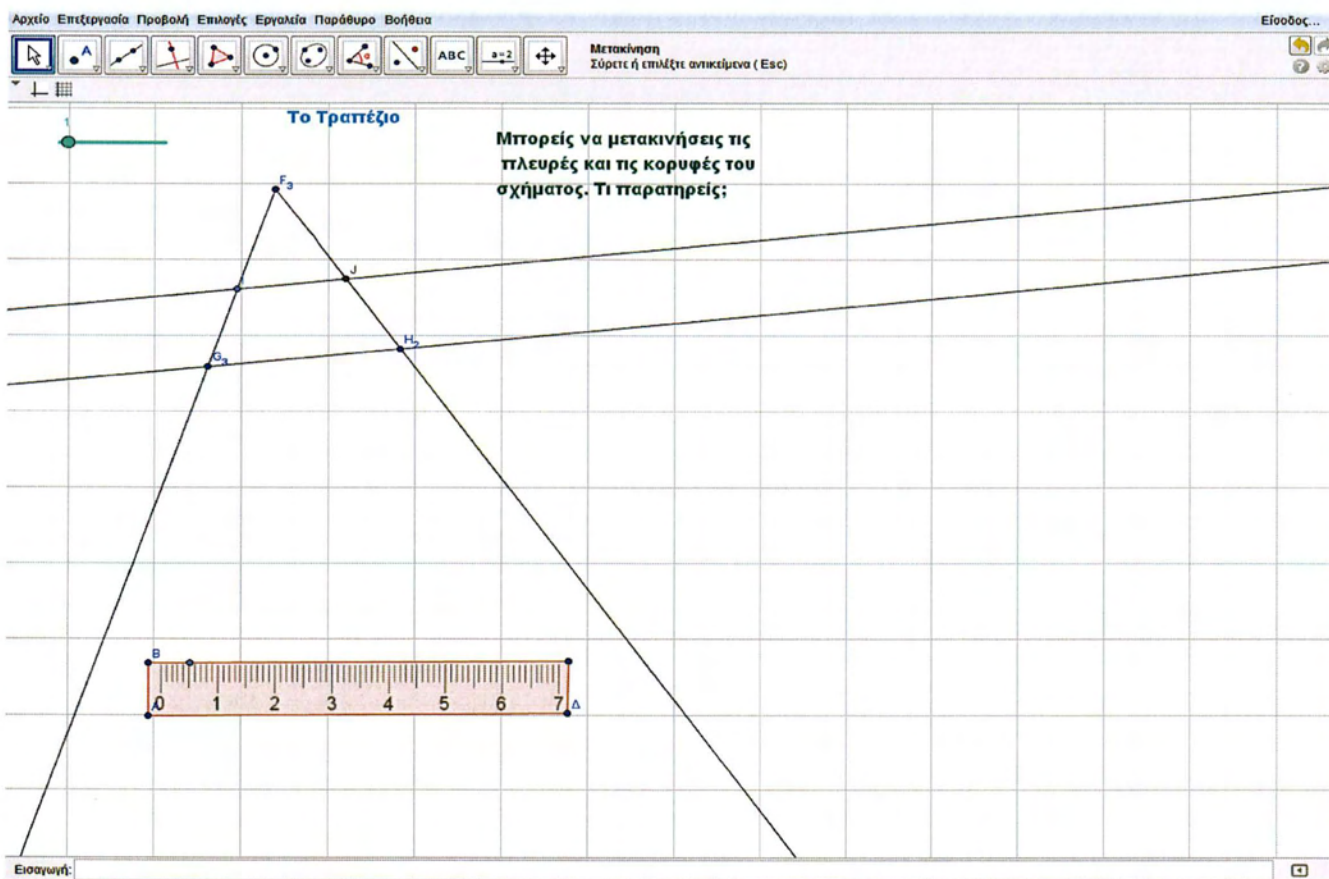 Αρχείο Επεξεργασία Προβολή Επιλογές Εργαλεία Παράθυρο Βοήθεια
Είσοδος...
A
ABC
a=2
Μετακίνηση
Σύρετε ή επιλέξτε αντικείμενα ( Esc)
1
Το Τραπέζιο
Μπορείς να μετακινήσεις τις
πλευρές και τις κορυφές του
σχήματος. Τι παρατηρείς;
F₃
I
J
G₃
H₂
B
0 1 2 3 4 5 6 7
A
Δ
Εισαγωγή: